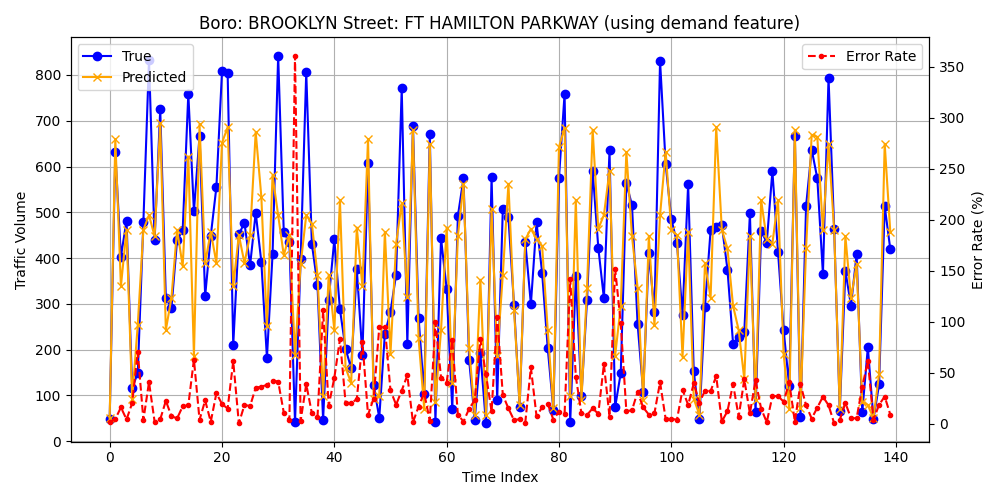 Boro: BROOKLYN Street: FT HAMILTON PARKWAY (using demand feature)
True
Predicted
Error Rate
Traffic Volume
800
700
600
500
400
300
200
100
0
350
300
250
200
150
100
50
0
Error Rate (%)
0 20 40 60 80 100 120 140
Time Index